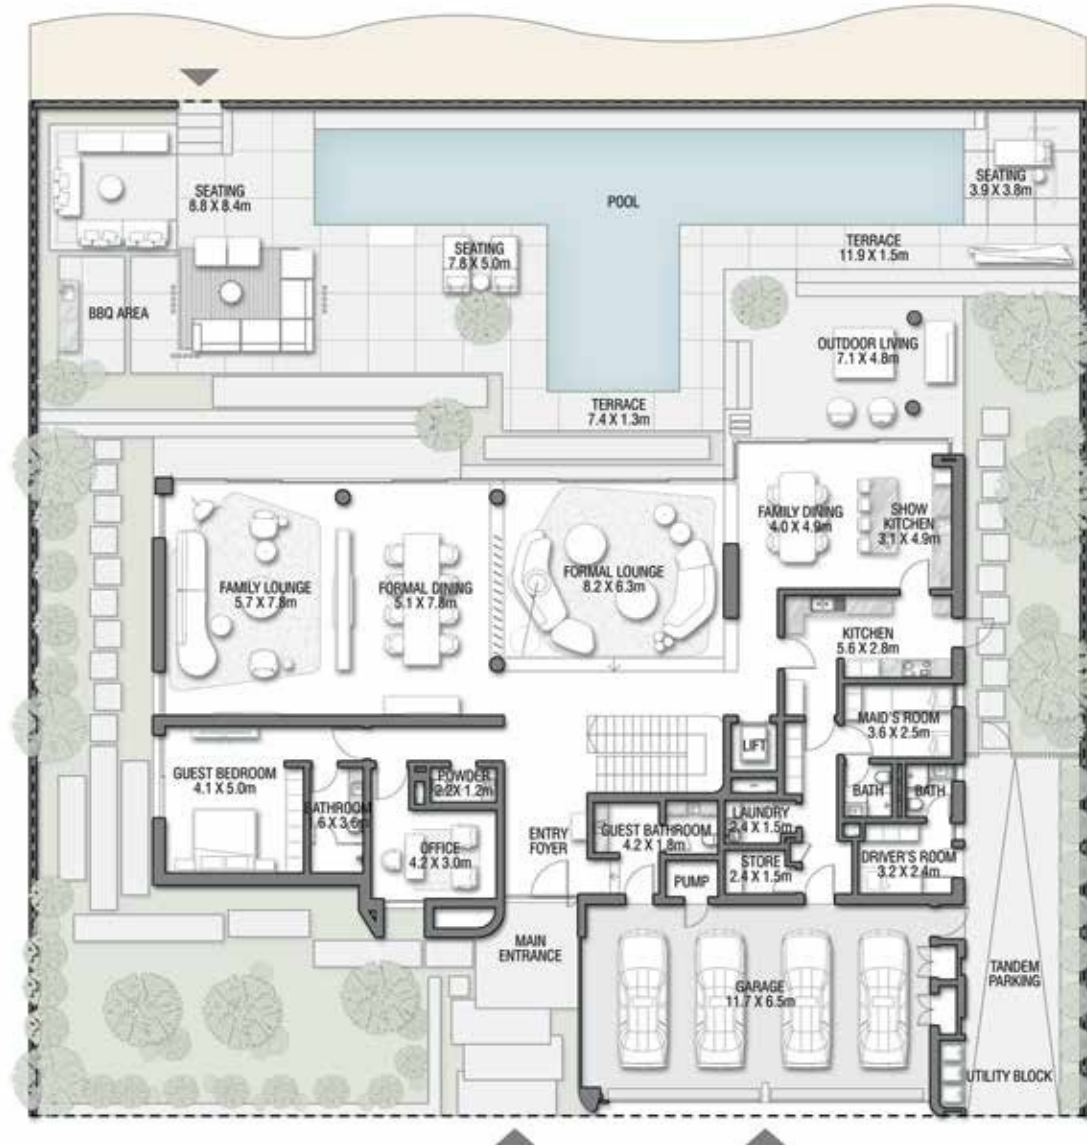 SEATING
8.8 X 8.4m
POOL
SEATING
3.9 X 3.8m
SEATING
7.8 X 5.0m
TERRACE
11.9 X 1.5m
BBQ AREA
OUTDOOR LIVING
7.1 X 4.8m
TERRACE
7.4 X 1.3m
FAMILY DINING
4.0 X 4.9m
SHOW
KITCHEN
3.1 X 4.9m
FAMILY LOUNGE
5.7 X 7.8m
FORMAL DINING
5.1 X 7.8m
FORMAL LOUNGE
8.2 X 6.3m
KITCHEN
5.6 X 2.8m
MAID'S ROOM
3.6 X 2.5m
LIFT
GUEST BEDROOM
4.1 X 5.0m
POWDER
2.2X 1.2m
BATHROOM
1.6 X 3.6m
BATH
BATH
LAUNDRY
2.4 X 1.5m
OFFICE
4.2 X 3.0m
ENTRY
FOYER
GUEST BATHROOM
4.2 X 1.8m
STORE
2.4 X 1.5m
DRIVER'S ROOM
3.2 X 2.4m
PUMP
MAIN
ENTRANCE
GARAGE
11.7 X 6.5m
TANDEM
PARKING
UTILITY BLOCK